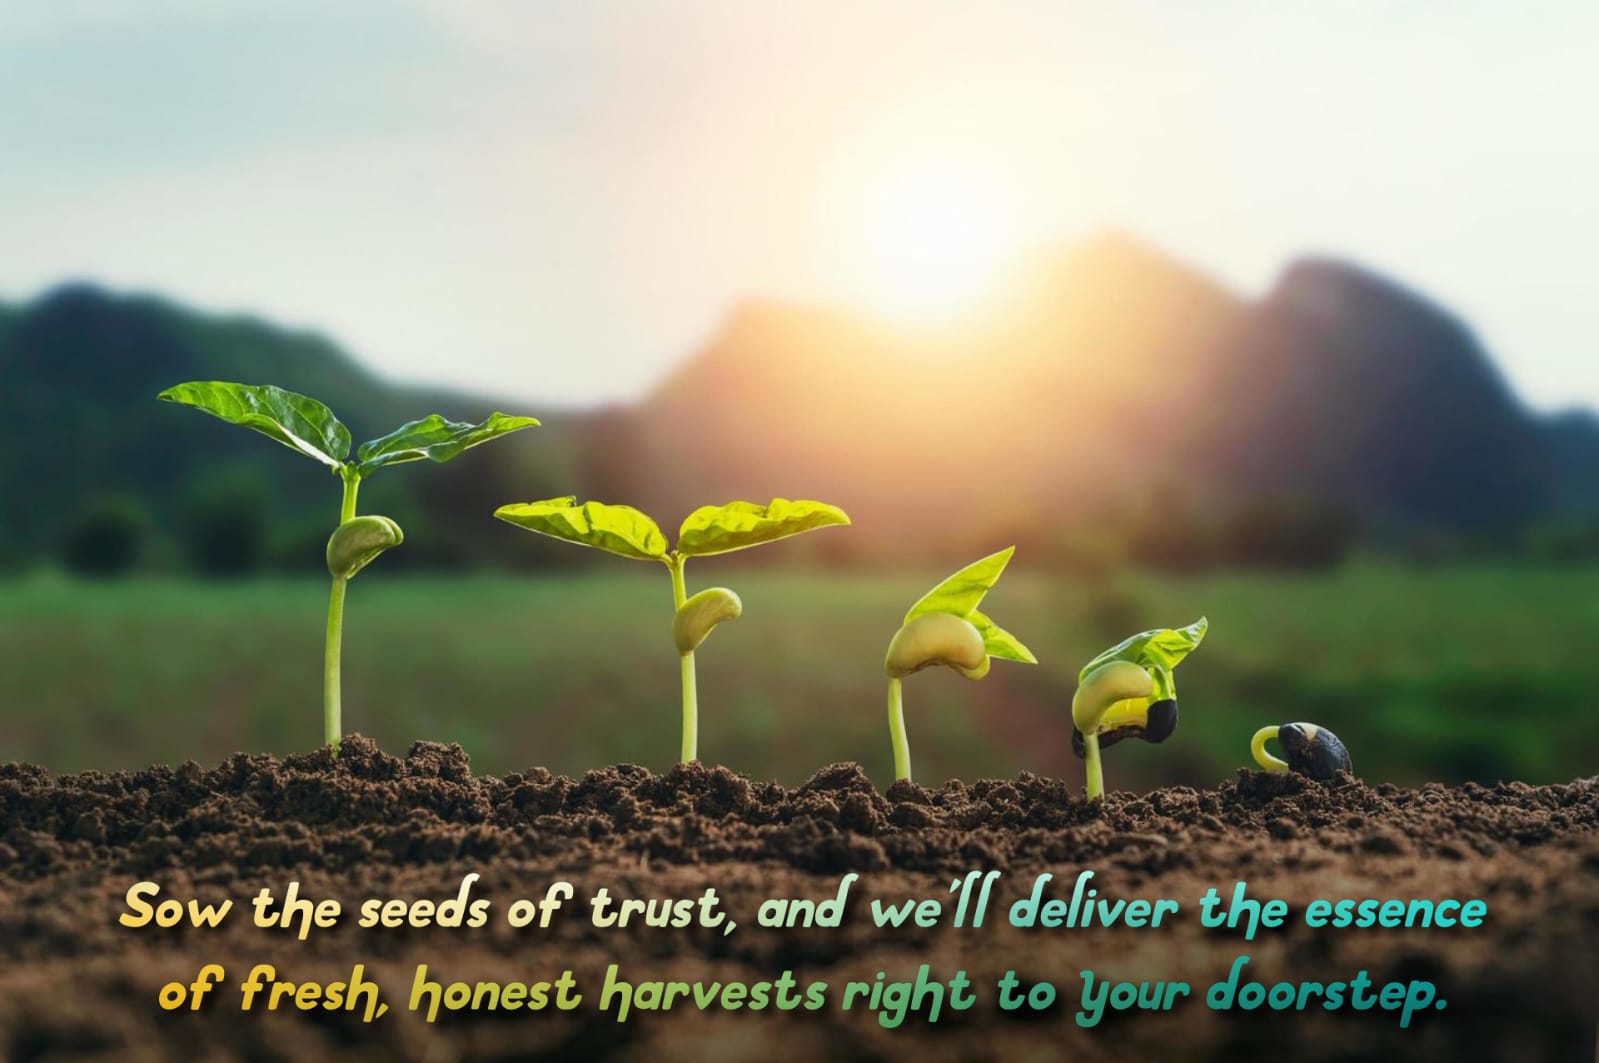 Sow the seeds of trust, and we'll deliver the essence
of fresh, honest harvests right to your doorstep.